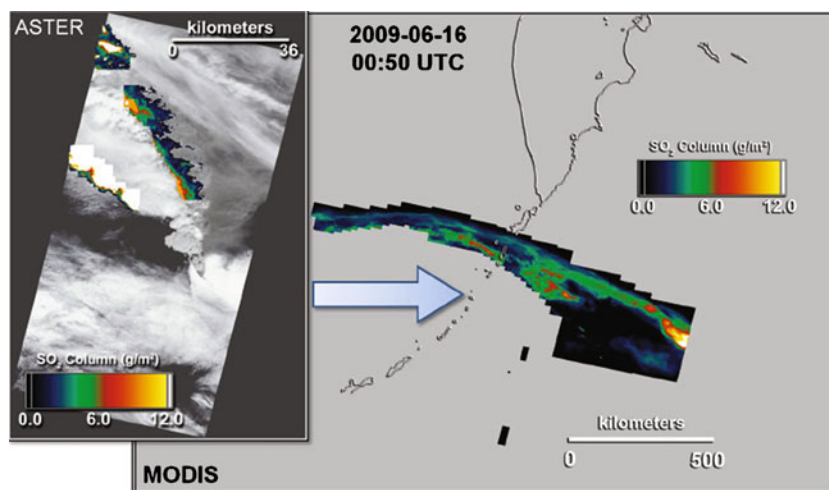 ASTER
kilometers
0 36
SO₂ Column (g/m²)
0.0 6.0 12.0
2009-06-16
00:50 UTC
SO₂ Column (g/m²)
0.0 6.0 12.0
kilometers
0 500
MODIS